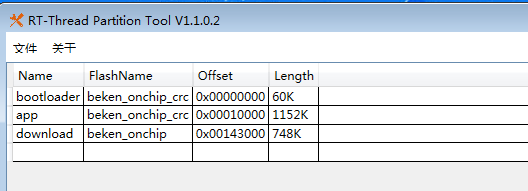 RT-Thread Partition Tool V1.1.0.2
文件 关于
Name FlashName Offset Length
bootloader beken_onchip_crc 0x00000000 60K
app beken_onchip_crc 0x00010000 1152K
download beken_onchip 0x00143000 748K